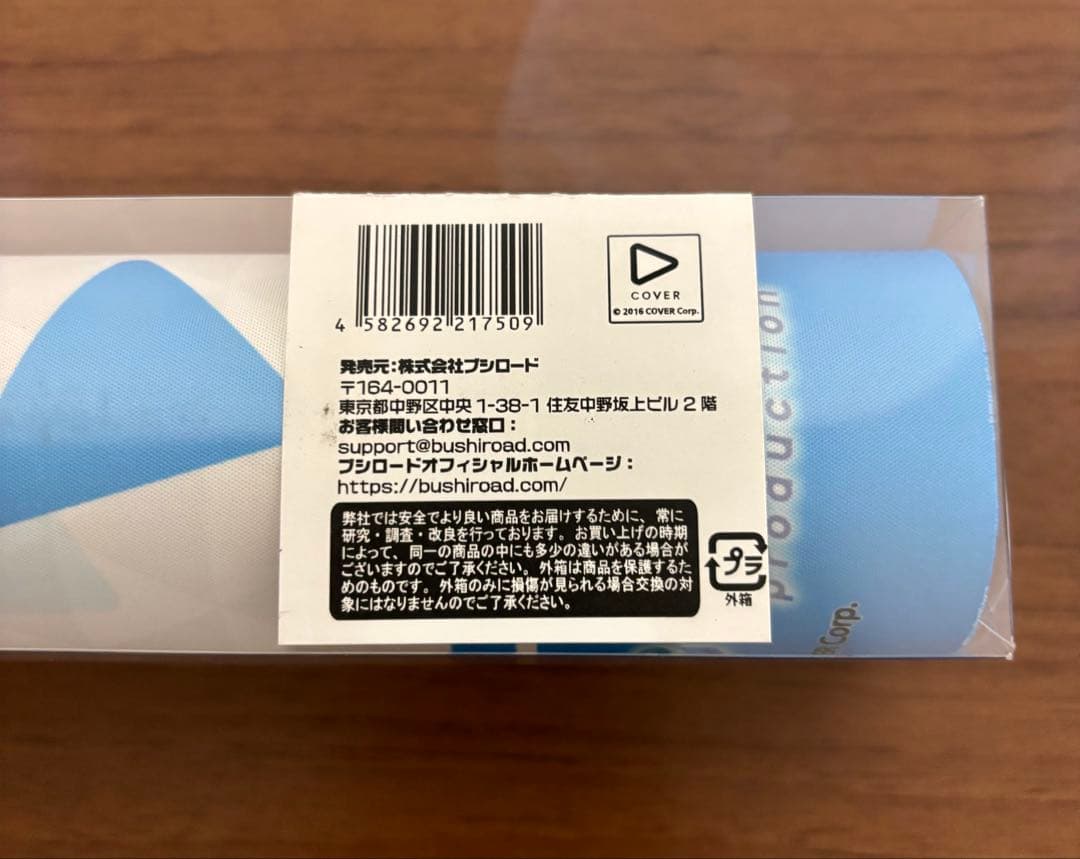 4 582692 217509
COVER
© 2016 COVER Corp.
発売元:株式会社ブシロード
〒164-0011
東京都中野区中央1-38-1 住友中野坂上ビル2階
お客様問い合わせ窓口:
support@bushiroad.com
ブシロードオフィシャルホームページ:
https://bushiroad.com/
弊社では安全でより良い商品をお届けするために、常に
研究・調査・改良を行っております。お買い上げの時期
によって、同一の商品の中にも多少の違いがある場合が
ございますのでご了承ください。外箱は商品を保護するた
めのものです。外箱のみに損傷が見られる場合交換の対
象にはなりませんのでご了承ください。
プラ
外箱
production
Corp.